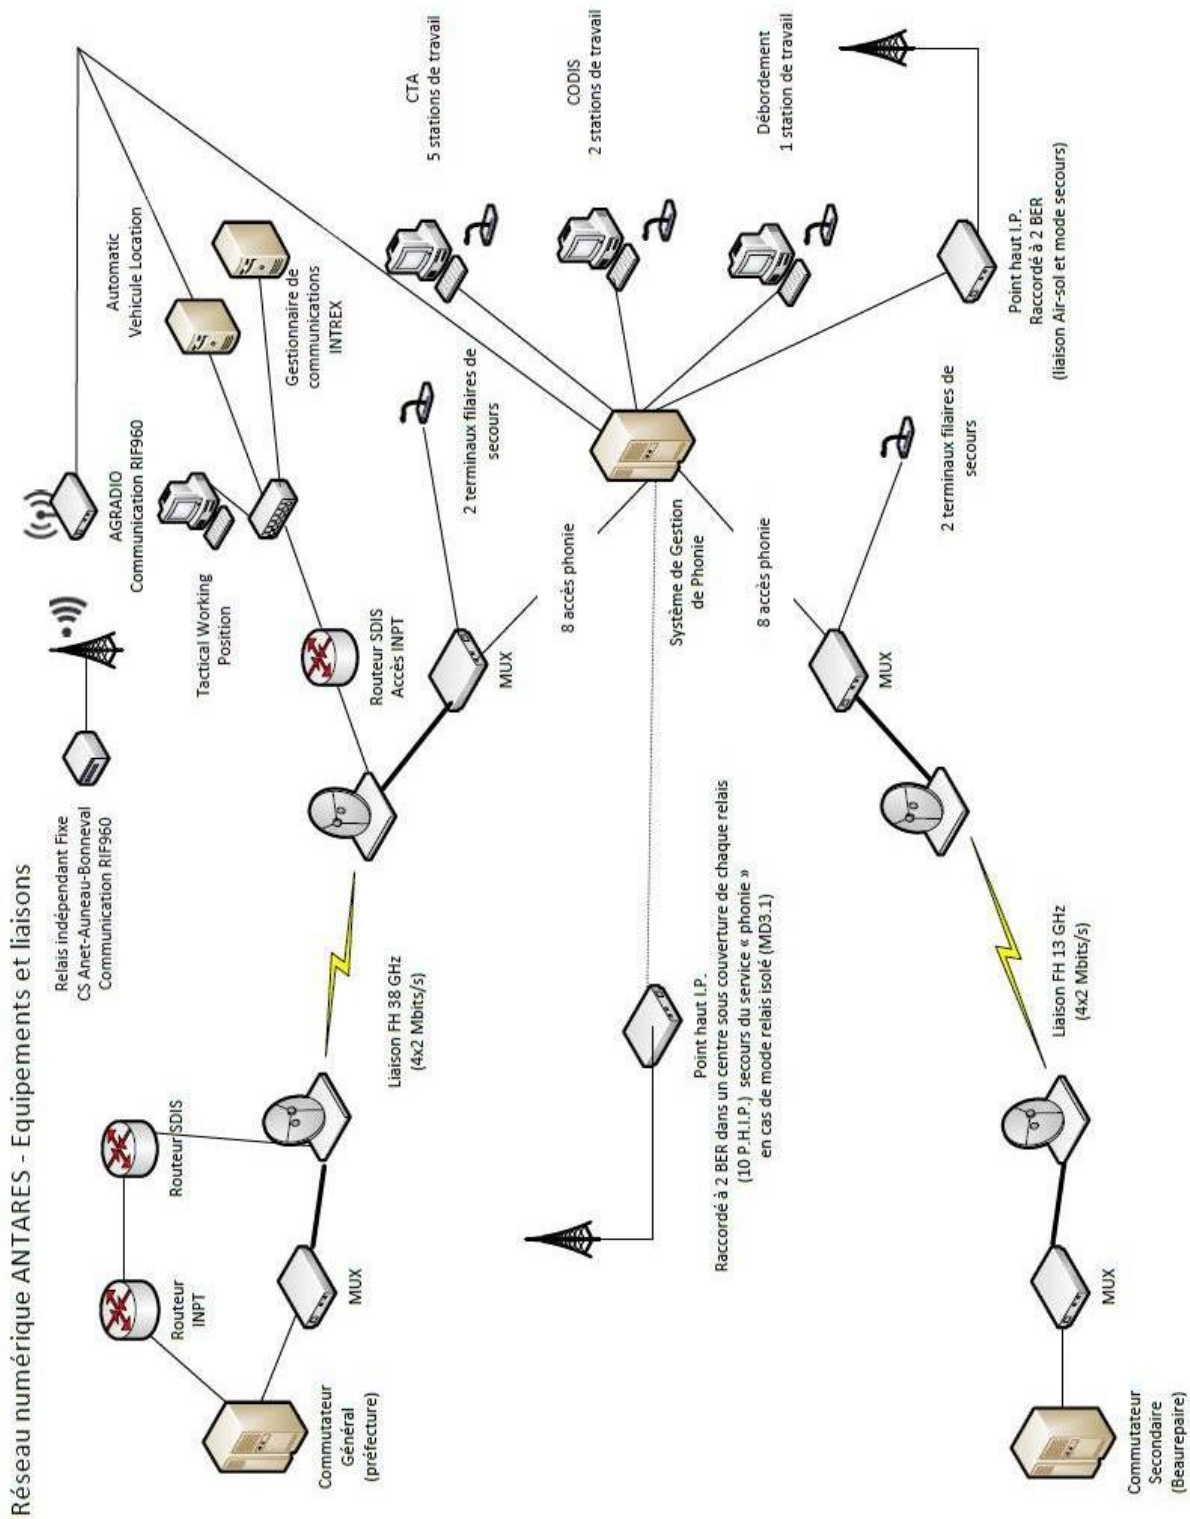 Réseau numérique ANTARES - Equipements et liaisons
Relais indépendant Fixe
CS Anet-Auneau-Bonneval
Communication RIF960
AGRADIO
Communication RIF960
Tactical Working
Position
Automatic
Vehicule Location
Gestionnaire de
communications
INTREX
Routeur
INPT
Routeur SDIS
Routeur SDIS
Accès INPT
Commutateur
Général
(préfecture)
MUX
Liaison FH 38 GHz
(4x2 Mbits/s)
MUX
2 terminaux filaires de
secours
CTA
5 stations de travail
8 accès phonie
CODIS
2 stations de travail
Système de Gestion
de Phonie
Point haut I.P.
Raccordé à 2 BER dans un centre sous couverture de chaque relais
(10 P.H.I.P.) secours du service « phonie »
en cas de mode relais isolé (MD3.1)
8 accès phonie
Débordement
1 station de travail
MUX
2 terminaux filaires de
secours
Point haut I.P.
Raccordé à 2 BER
(liaison Air-sol et mode secours)
Liaison FH 13 GHz
(4x2 Mbits/s)
MUX
Commutateur
Secondaire
(Beaurepaire)